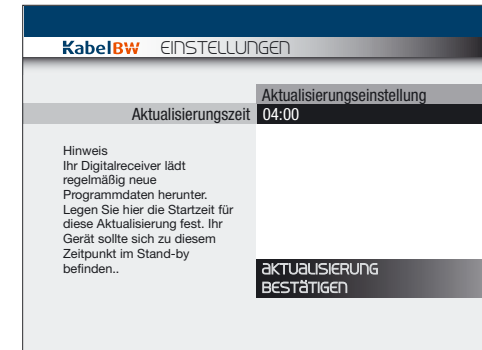 KabelBW EINSTELLUNGEN
Aktualisierungseinstellung
Aktualisierungszeit 04:00
Hinweis
Ihr Digitalreceiver lädt
regelmäßig neue
Programmdaten herunter.
Legen Sie hier die Startzeit für
diese Aktualisierung fest. Ihr
Gerät sollte sich zu diesem
Zeitpunkt im Stand-by
befinden..
AKTUALISIERUNG
BESTÄTIGEN